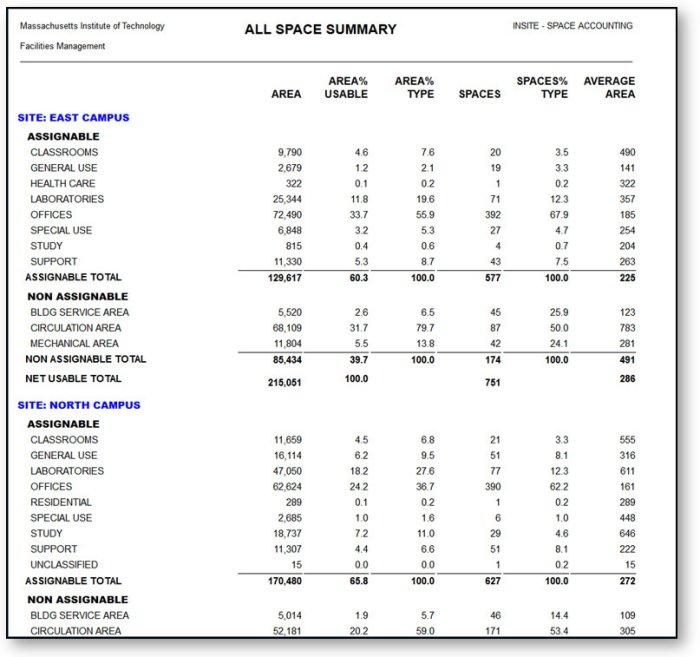 Massachusetts Institute of Technology ALL SPACE SUMMARY INSITE - SPACE ACCOUNTING
Facilities Management
AREA% AREA% SPACES% AVERAGE
AREA USABLE TYPE SPACES TYPE AREA
SITE: EAST CAMPUS
ASSIGNABLE
CLASSROOMS 9,790 4.6 7.6 20 3.5 490
GENERAL USE 2,679 1.2 2.1 19 3.3 141
HEALTH CARE 322 0.1 0.2 1 0.2 322
LABORATORIES 25,344 11.8 19.6 71 12.3 357
OFFICES 72,490 33.7 55.9 392 67.9 185
SPECIAL USE 6,848 3.2 5.3 27 4.7 254
STUDY 815 0.4 0.6 4 0.7 204
SUPPORT 11,330 5.3 8.7 43 7.5 263
ASSIGNABLE TOTAL 129,617 60.3 100.0 577 100.0 225
NON ASSIGNABLE
BLDG SERVICE AREA 5,520 2.6 6.5 45 25.9 123
CIRCULATION AREA 68,109 31.7 79.7 87 50.0 783
MECHANICAL AREA 11,804 5.5 13.8 42 24.1 281
NON ASSIGNABLE TOTAL 85,434 39.7 100.0 174 100.0 491
NET USABLE TOTAL 215,051 100.0 751 286
SITE: NORTH CAMPUS
ASSIGNABLE
CLASSROOMS 11,659 4.5 6.8 21 3.3 555
GENERAL USE 16,114 6.2 9.5 51 8.1 316
LABORATORIES 47,050 18.2 27.6 77 12.3 611
OFFICES 62,624 24.2 36.7 390 62.2 161
RESIDENTIAL 289 0.1 0.2 1 0.2 289
SPECIAL USE 2,685 1.0 1.6 6 1.0 448
STUDY 18,737 7.2 11.0 29 4.6 646
SUPPORT 11,307 4.4 6.6 51 8.1 222
UNCLASSIFIED 15 0.0 0.0 1 0.2 15
ASSIGNABLE TOTAL 170,480 65.8 100.0 627 100.0 272
NON ASSIGNABLE
BLDG SERVICE AREA 5,014 1.9 5.7 46 14.4 109
CIRCULATION AREA 52,181 20.2 59.0 171 53.4 305